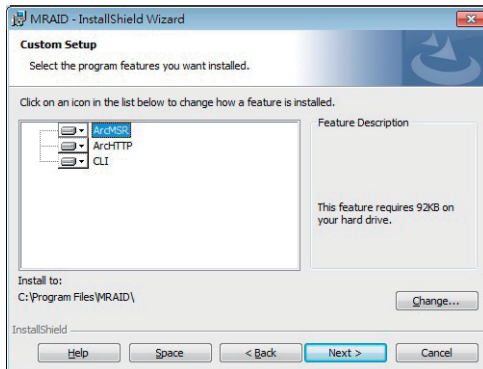 MRAID - InstallShield Wizard
Custom Setup
Select the program features you want installed.
Click on an icon in the list below to change how a feature is installed.
ArcMSR
ArcHTTP
CLI
Feature Description
This feature requires 92KB on
your hard drive.
Install to:
C:\Program Files\MRAID\
Change...
InstallShield
Help
Space
< Back
Next >
Cancel